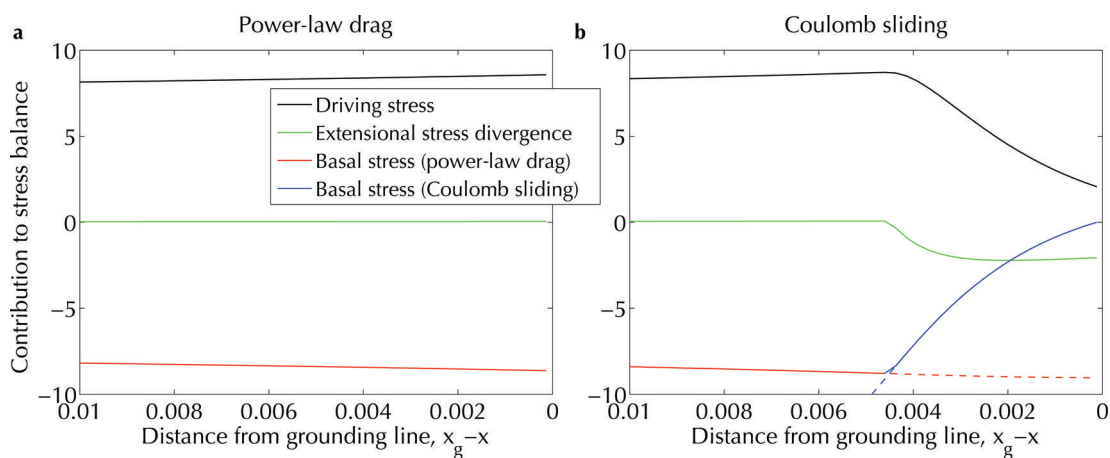 a
Power-law drag
b
Coulomb sliding
Contribution to stress balance
10
5
0
−5
−10
0.01
0.008
0.006
0.004
0.002
0
Distance from grounding line, x_g−x
Driving stress
Extensional stress divergence
Basal stress (power-law drag)
Basal stress (Coulomb sliding)
10
5
0
−5
−10
0.01
0.008
0.006
0.004
0.002
0
Distance from grounding line, x_g−x